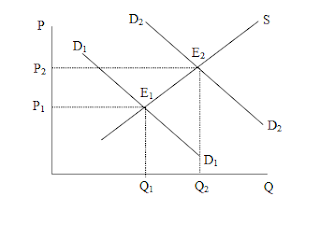 P
D₂
S
D₁
E₂
P₂
E₁
P₁
D₂
D₁
Q₁
Q₂
Q